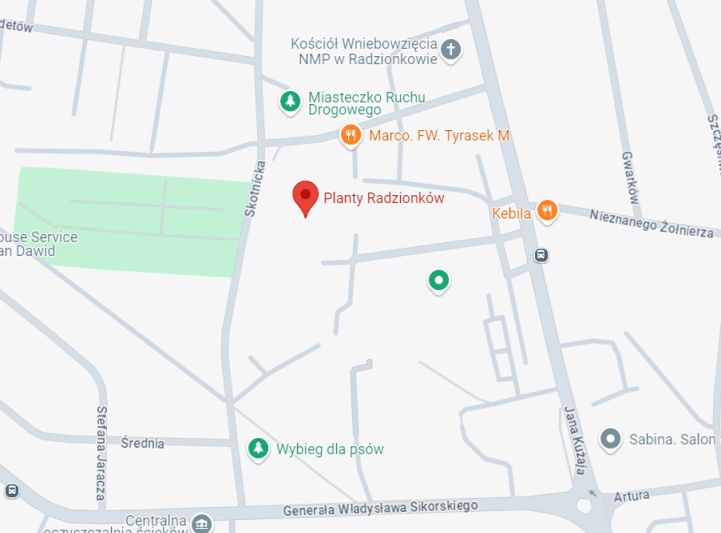 detów
Kościół Wniebowzięcia
NMP w Radzionkowie
Miasteczko Ruchu
Drogowego
Marco. FW. Tyrasek M
Szczęśliw
Gwarków
Skotnicka
Planty Radzionków
Kebila
Nieznanego Żołnierza
ouse Service
an Dawid
Stefana Jaracza
Średnia
Wybieg dla psów
Jana Kużaja
Sabina. Salon
Generała Władysława Sikorskiego
Artura
Centralna
oczyszczalnia ścieków